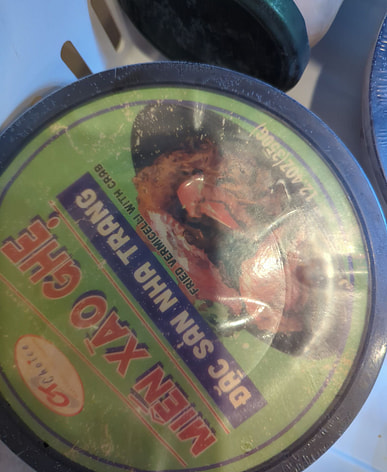 MIẾN XÀO GHẸ
ĐẶC SẢN NHA TRANG
FRIED VERMICELLI WITH CRAB